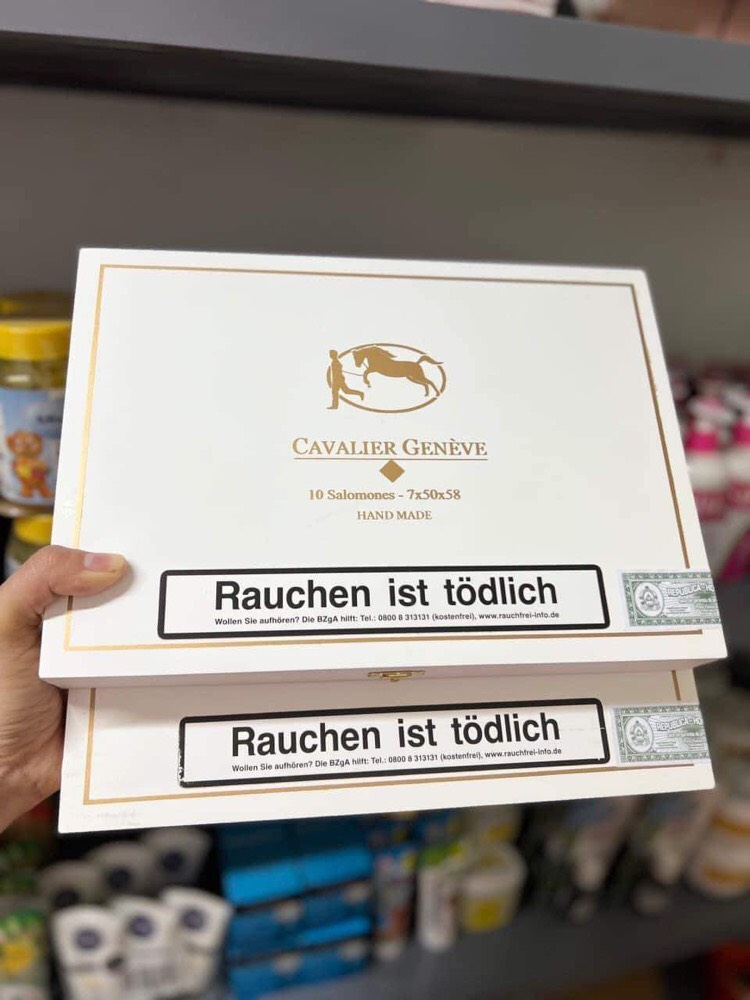 CAVALIER GENÈVE
10 Salomones - 7x50x58
HAND MADE
Rauchen ist tödlich
Wollen Sie aufhören? Die BZgA hilft: Tel.: 0800 8 313131 (kostenfrei), www.rauchfrei-info.de
REPUBLICA
Rauchen ist tödlich
Wollen Sie aufhören? Die BZgA hilft: Tel.: 0800 8 313131 (kostenfrei), www.rauchfrei-info.de
REPUBLICA